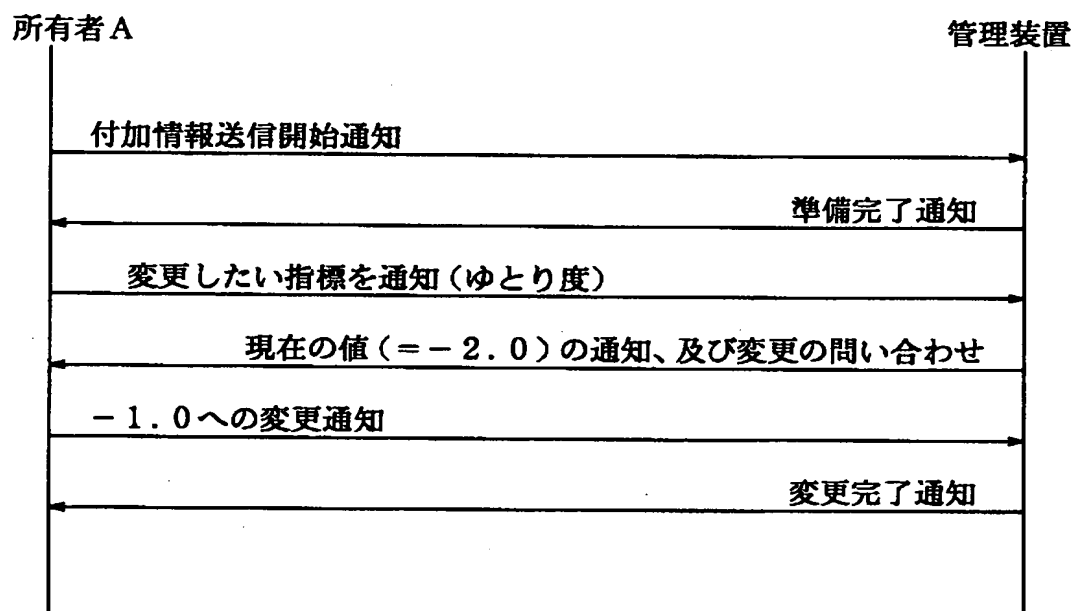 所有者A
管理装置
付加情報送信開始通知
準備完了通知
変更したい指標を通知(ゆとり度)
現在の値(=-2.0)の通知、及び変更の問い合わせ
-1.0への変更通知
変更完了通知